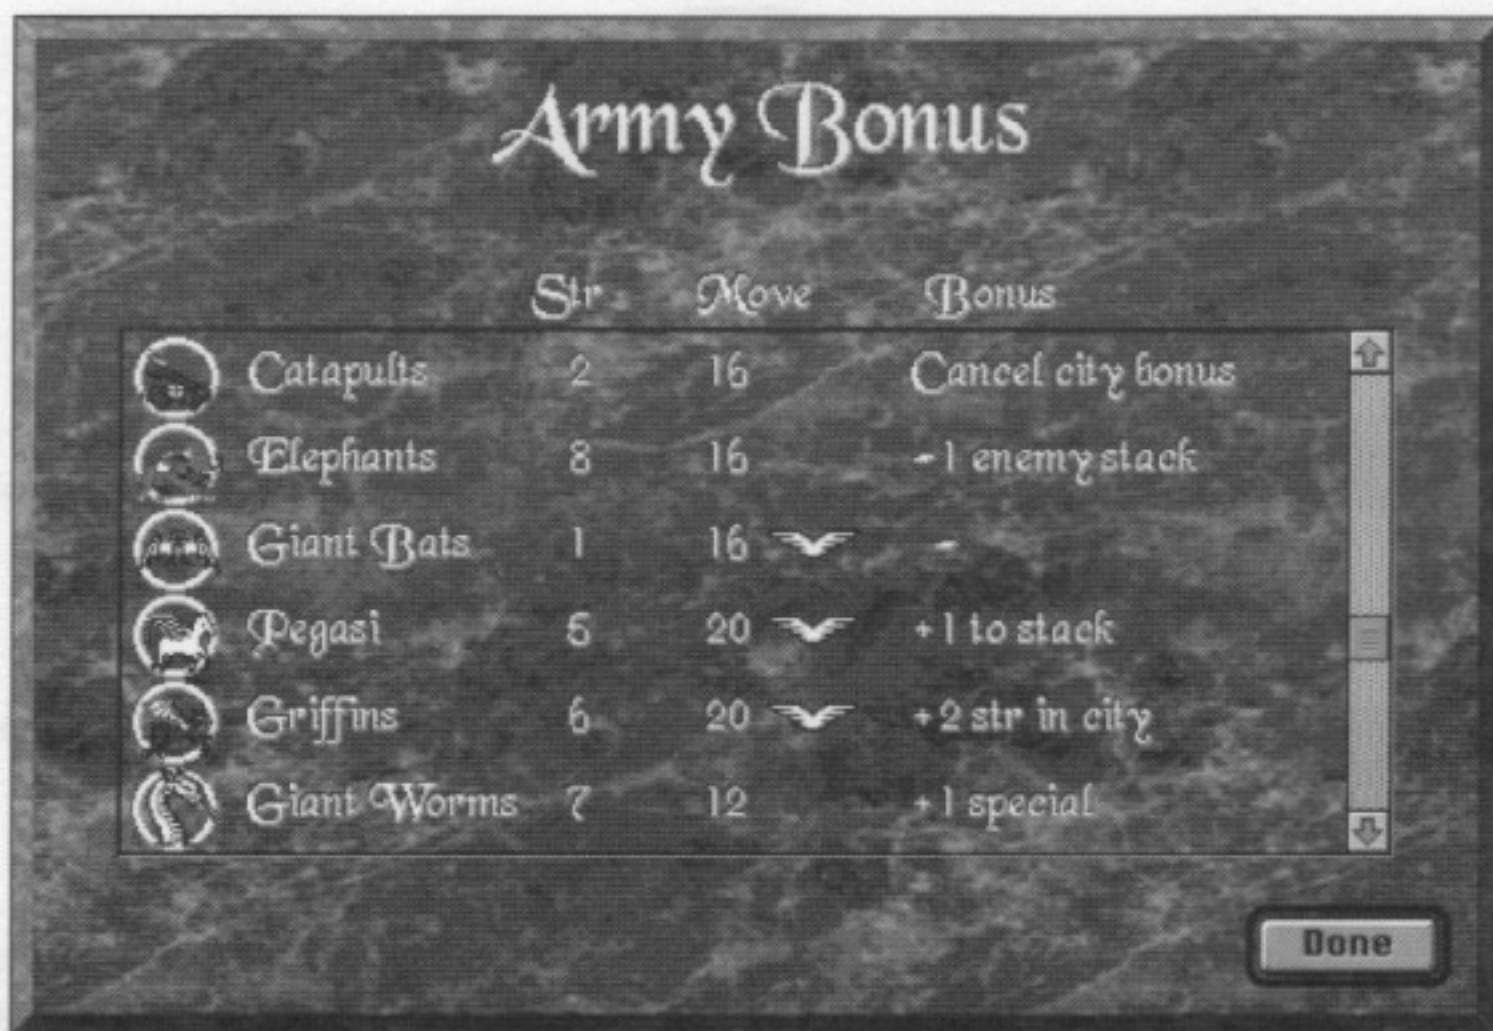 Army Bonus
Str Move Bonus
Catapults 2 16 Cancel city bonus
Elephants 8 16 -1 enemy stack
Giant Bats 1 16 -
Pegasi 5 20 +1 to stack
Griffins 6 20 +2 str in city
Giant Worms 7 12 +1 special
Done